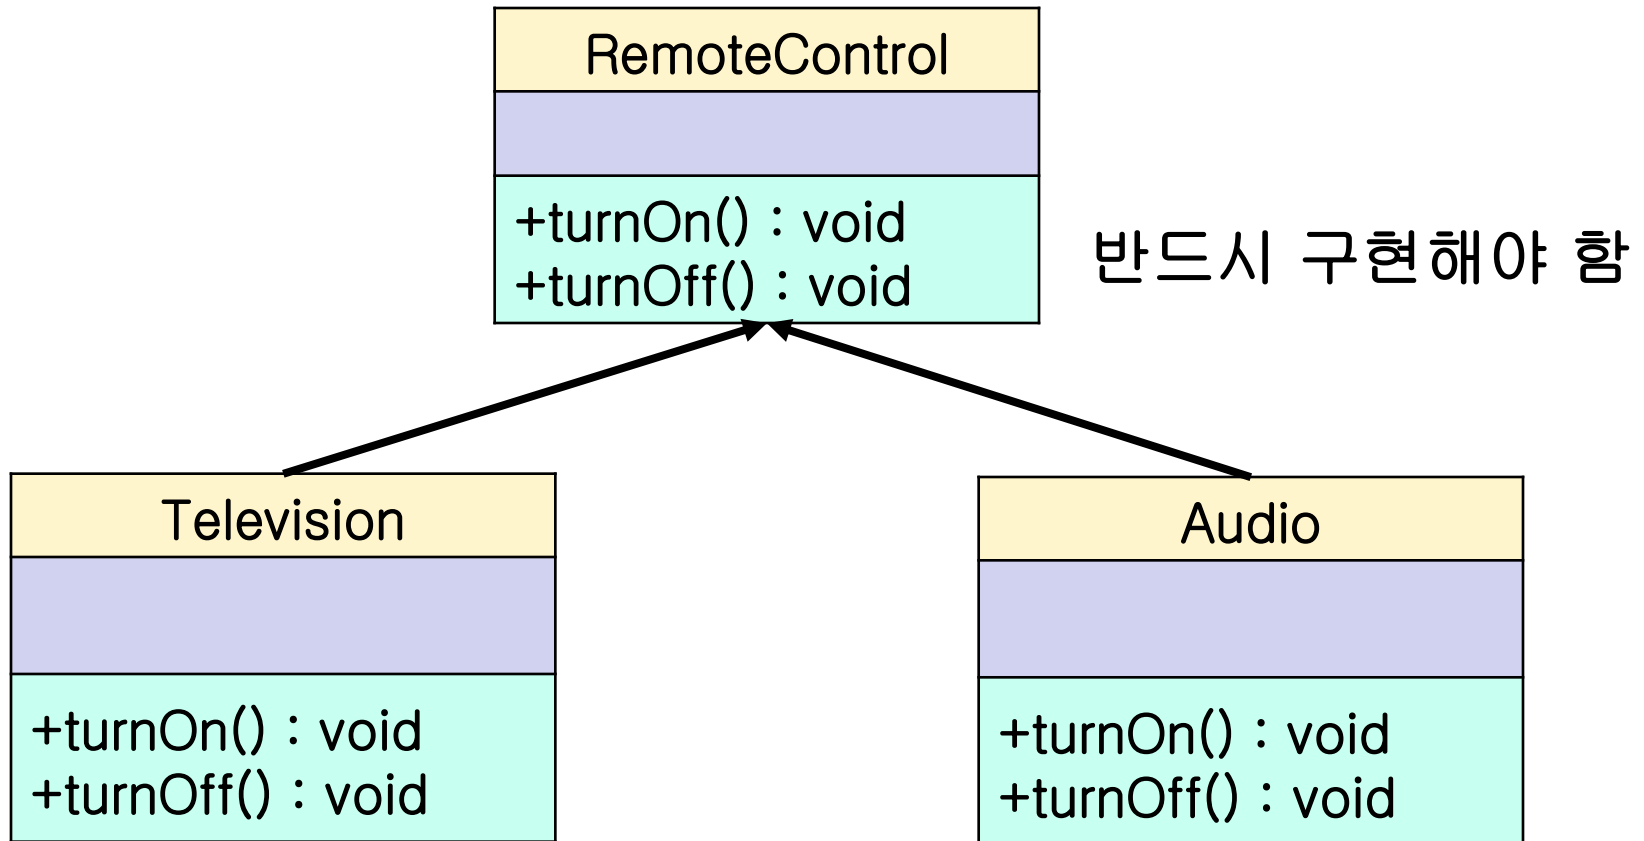 RemoteControl
+turnOn() : void
+turnOff() : void
반드시 구현해야 함
Television
+turnOn() : void
+turnOff() : void
Audio
+turnOn() : void
+turnOff() : void